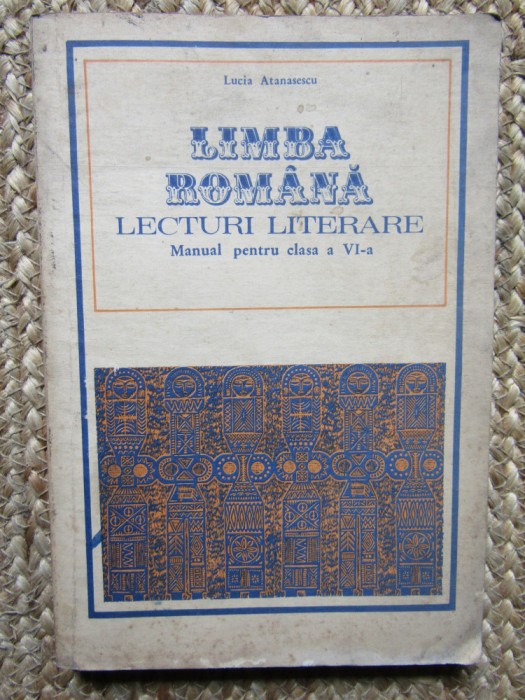 Lucia Atanasescu
LIMBA
ROMÂNĂ
LECTURI LITERARE
Manual pentru clasa a VI-a